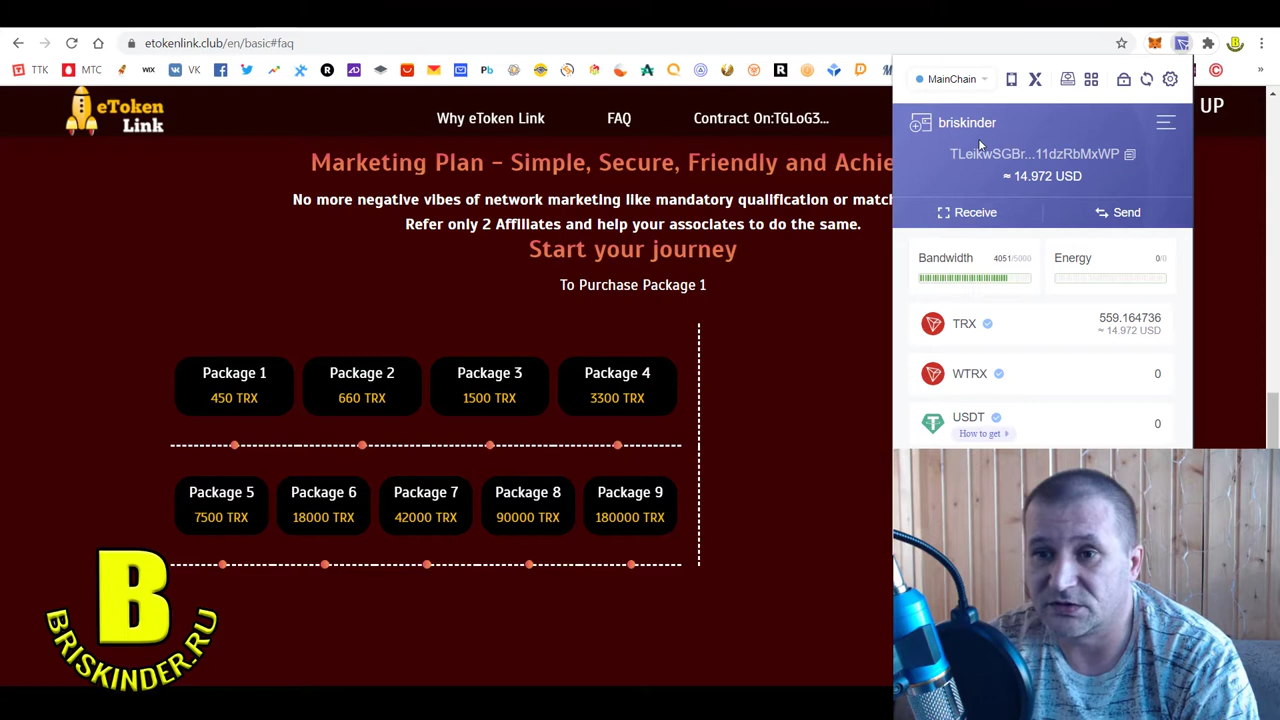 etokenlink.club/en/basic#faq
ТТК
МТС
WIX
VK
Pb
eToken
Link
Why eToken Link
FAQ
Contract On:TGLoG3...
UP
Marketing Plan - Simple, Secure, Friendly and Achie
No more negative vibes of network marketing like mandatory qualification or matc
Refer only 2 Affiliates and help your associates to do the same.
Start your journey
To Purchase Package 1
Package 1
450 TRX
Package 2
660 TRX
Package 3
1500 TRX
Package 4
3300 TRX
Package 5
7500 TRX
Package 6
18000 TRX
Package 7
42000 TRX
Package 8
90000 TRX
Package 9
180000 TRX
MainChain
briskinder
TLeikwSGBr...11dzRbMxWP
≈ 14.972 USD
Receive
Send
Bandwidth
4051/5000
Energy
0/0
TRX
559.164736
≈ 14.972 USD
WTRX
0
USDT
0
How to get
B
BRISKINDER.RU